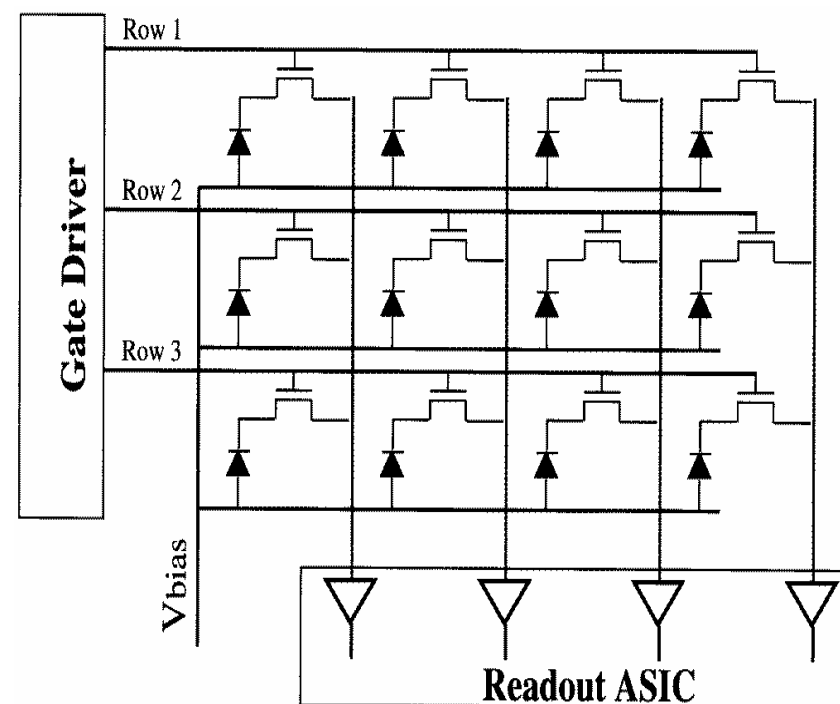 Row 1
Row 2
Row 3
Gate Driver
Vbias
Readout ASIC